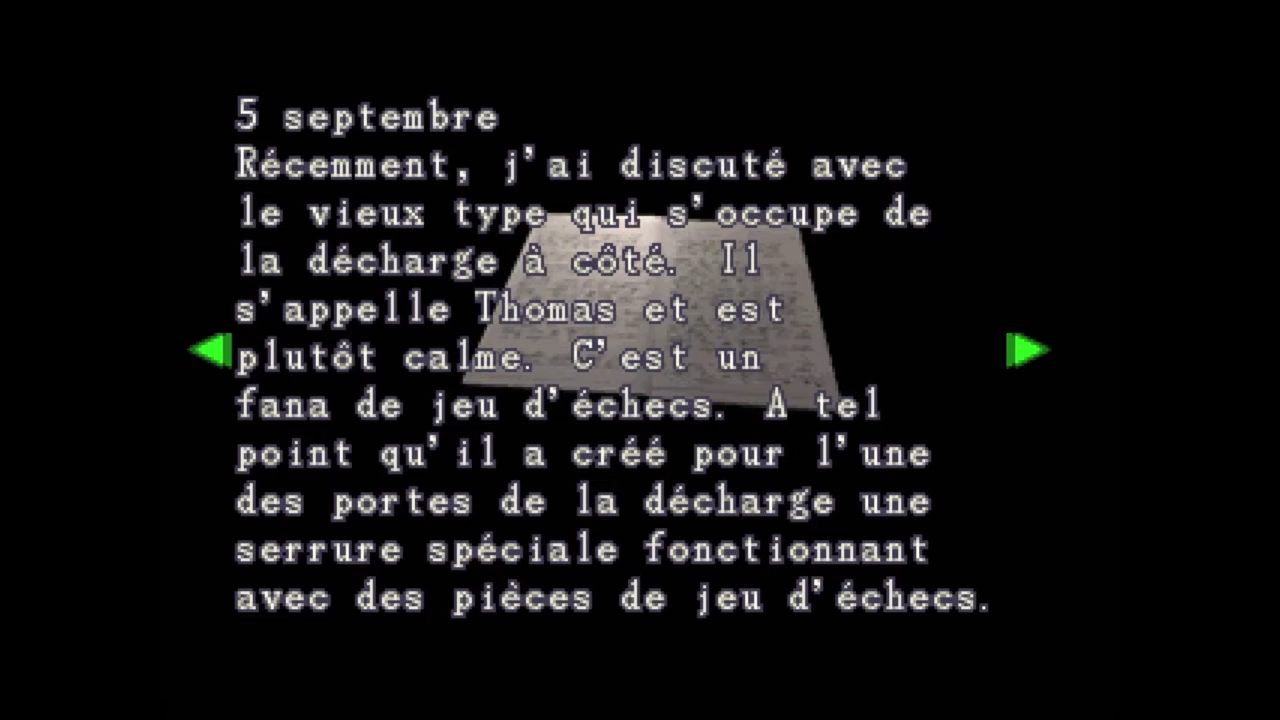 5 septembre
Récemment, j'ai discuté avec
le vieux type qui s'occupe de
la décharge à côté. Il
s'appelle Thomas et est
plutôt calme. C'est un
fana de jeu d'échecs. A tel
point qu'il a créé pour l'une
des portes de la décharge une
serrure spéciale fonctionnant
avec des pièces de jeu d'échecs.